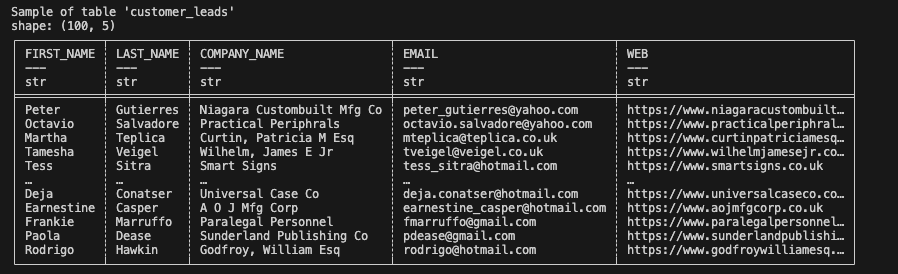 Sample of table 'customer_leads'
shape: (100, 5)
FIRST_NAME LAST_NAME COMPANY_NAME EMAIL WEB
--- --- --- --- ---
str str str str str
Peter Gutierres Niagara Custombuilt Mfg Co peter_gutierres@yahoo.com https://www.niagaracustombuilt…
Octavio Salvadore Practical Periphrals octavio.salvadore@yahoo.com https://www.practicalperiphral…
Martha Teplica Curtin, Patricia M Esq mteplica@teplica.co.uk https://www.curtinpatriciamesq…
Tamesha Veigel Wilhelm, James E Jr tveigel@veigel.co.uk https://www.wilhelmjamesejr.co…
Tess Sitra Smart Signs tess_sitra@hotmail.com https://www.smartsigns.co.uk
… … … … …
Deja Conatser Universal Case Co deja.conatser@hotmail.com https://www.universalcaseco.co…
Earnestine Casper A O J Mfg Corp earnestine_casper@hotmail.com https://www.aojmfgcorp.co.uk
Frankie Marruffo Paralegal Personnel fmarruffo@gmail.com https://www.paralegalpersonnel…
Paola Dease Sunderland Publishing Co pdease@gmail.com https://www.sunderlandpublishi…
Rodrigo Hawkin Godfroy, William Esq rodrigo@hotmail.com https://www.godfroywilliamesq.…